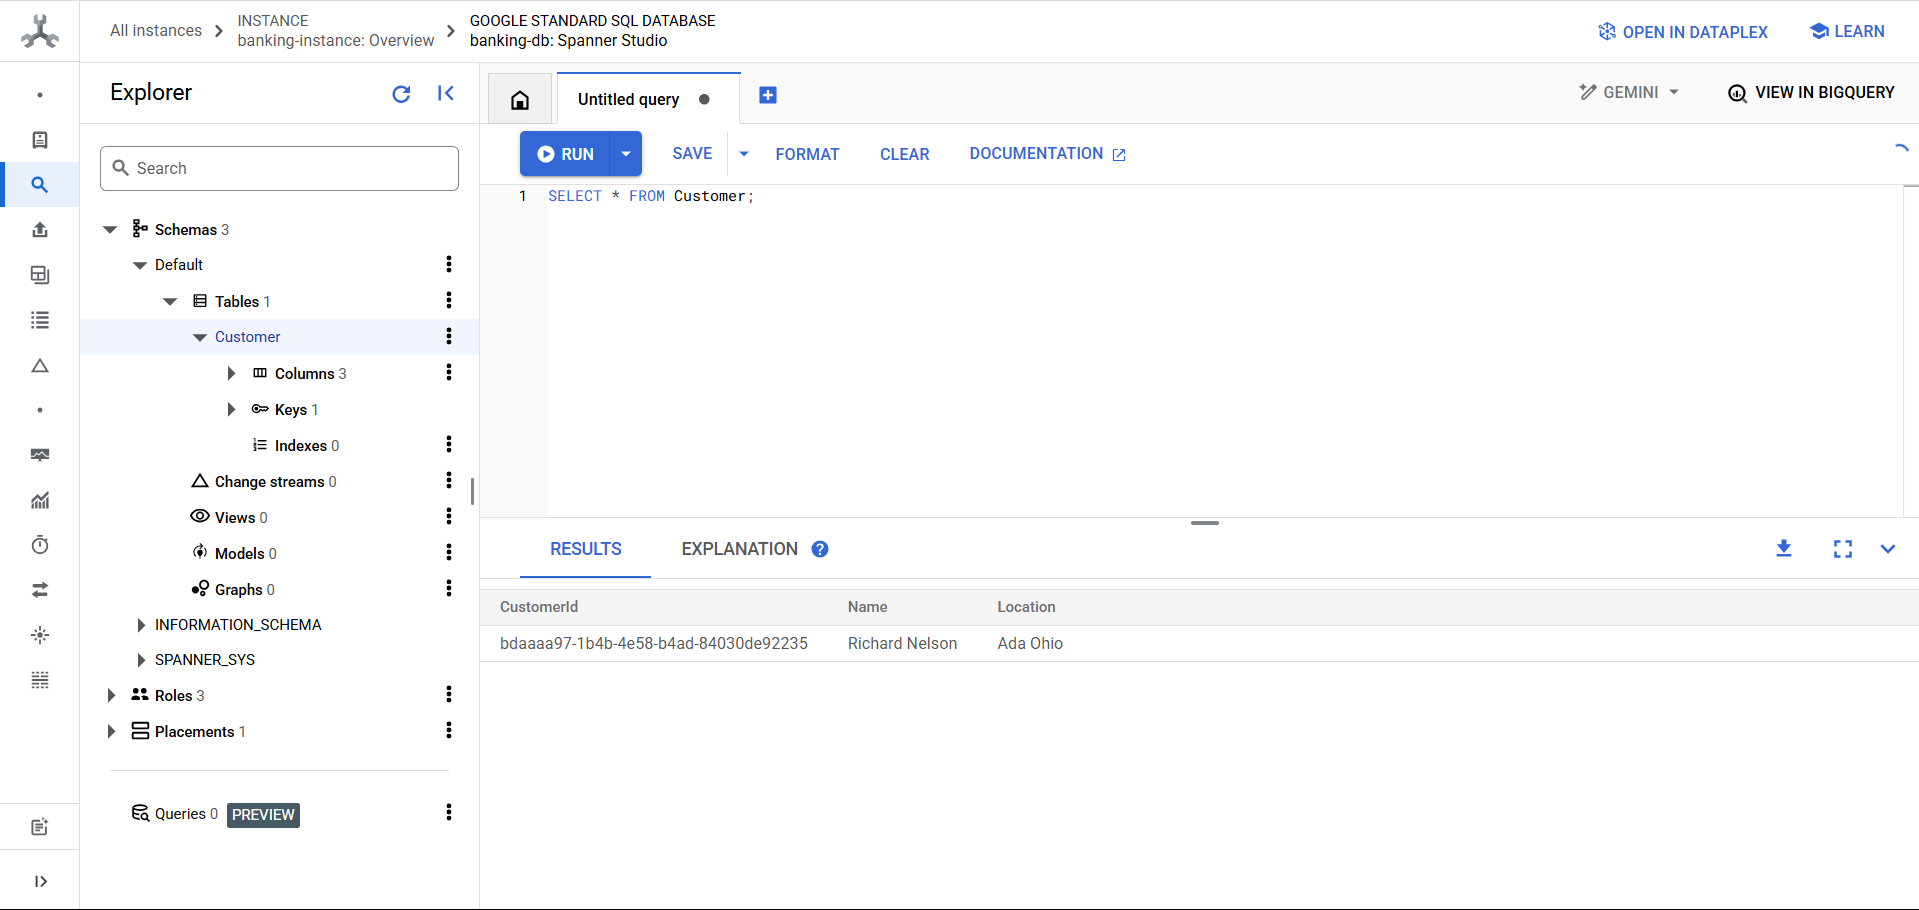 All instances
INSTANCE
banking-instance: Overview
GOOGLE STANDARD SQL DATABASE
banking-db: Spanner Studio
OPEN IN DATAPLEX
LEARN
Explorer
Search
Schemas 3
Default
Tables 1
Customer
Columns 3
Keys 1
Indexes 0
Change streams 0
Views 0
Models 0
Graphs 0
INFORMATION_SCHEMA
SPANNER_SYS
Roles 3
Placements 1
Queries 0 PREVIEW
Untitled query
GEMINI
VIEW IN BIGQUERY
RUN SAVE FORMAT CLEAR DOCUMENTATION
1 SELECT * FROM Customer;
RESULTS EXPLANATION ?
CustomerId Name Location
bdaaaa97-1b4b-4e58-b4ad-84030de92235 Richard Nelson Ada Ohio